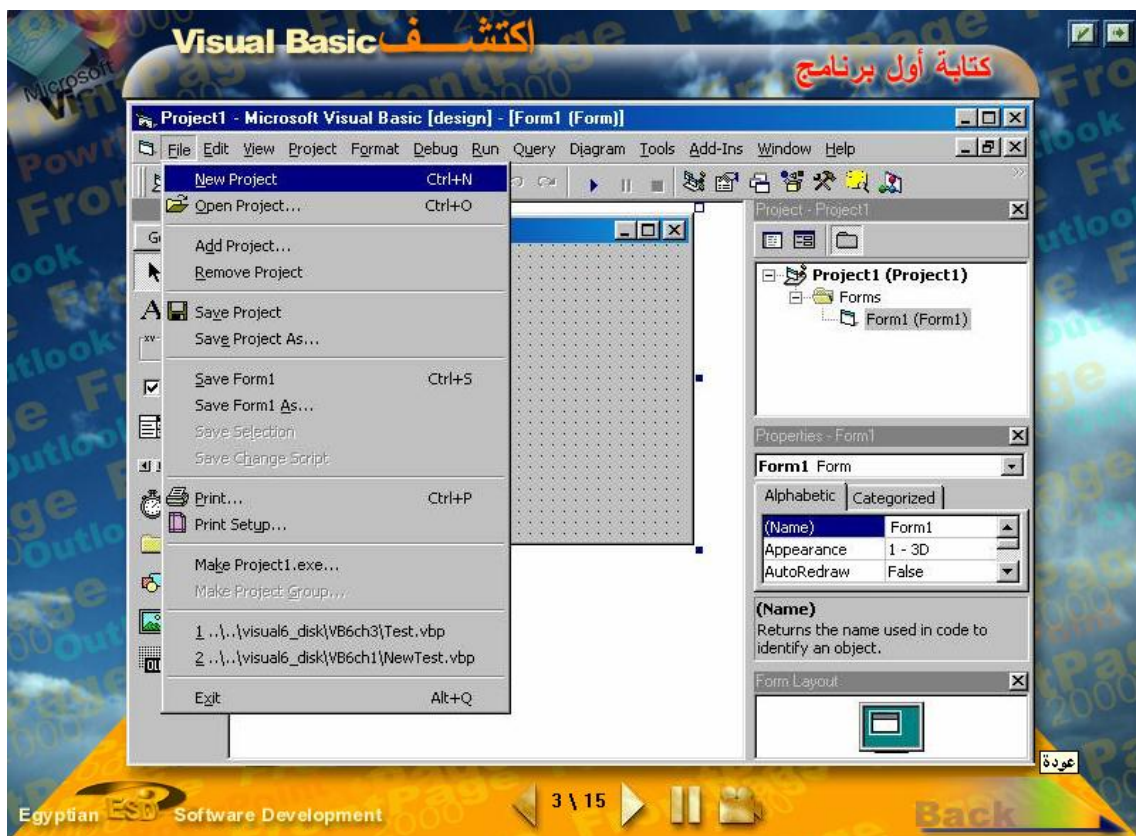 Visual Basic اكتشف
كتابة أول برنامج
Microsoft
Project1 - Microsoft Visual Basic [design] - [Form1 (Form)]
File Edit View Project Format Debug Run Query Diagram Tools Add-Ins Window Help
New Project Ctrl+N
Open Project... Ctrl+O
Add Project...
Remove Project
Save Project
Save Project As...
Save Form1 Ctrl+S
Save Form1 As...
Save Selection
Save Change Script
Print... Ctrl+P
Print Setup...
Make Project1.exe...
Make Project Group...
1 ..\..\visual6_disk\VB6ch3\Test.vbp
2 ..\..\visual6_disk\VB6ch1\NewTest.vbp
Exit Alt+Q
Project - Project1
Project1 (Project1)
Forms
Form1 (Form1)
Properties - Form1
Form1 Form
Alphabetic Categorized
(Name) Form1
Appearance 1 - 3D
AutoRedraw False
(Name)
Returns the name used in code to
identify an object.
Form Layout
عودة
Egyptian ESD Software Development
3 \ 15
Back